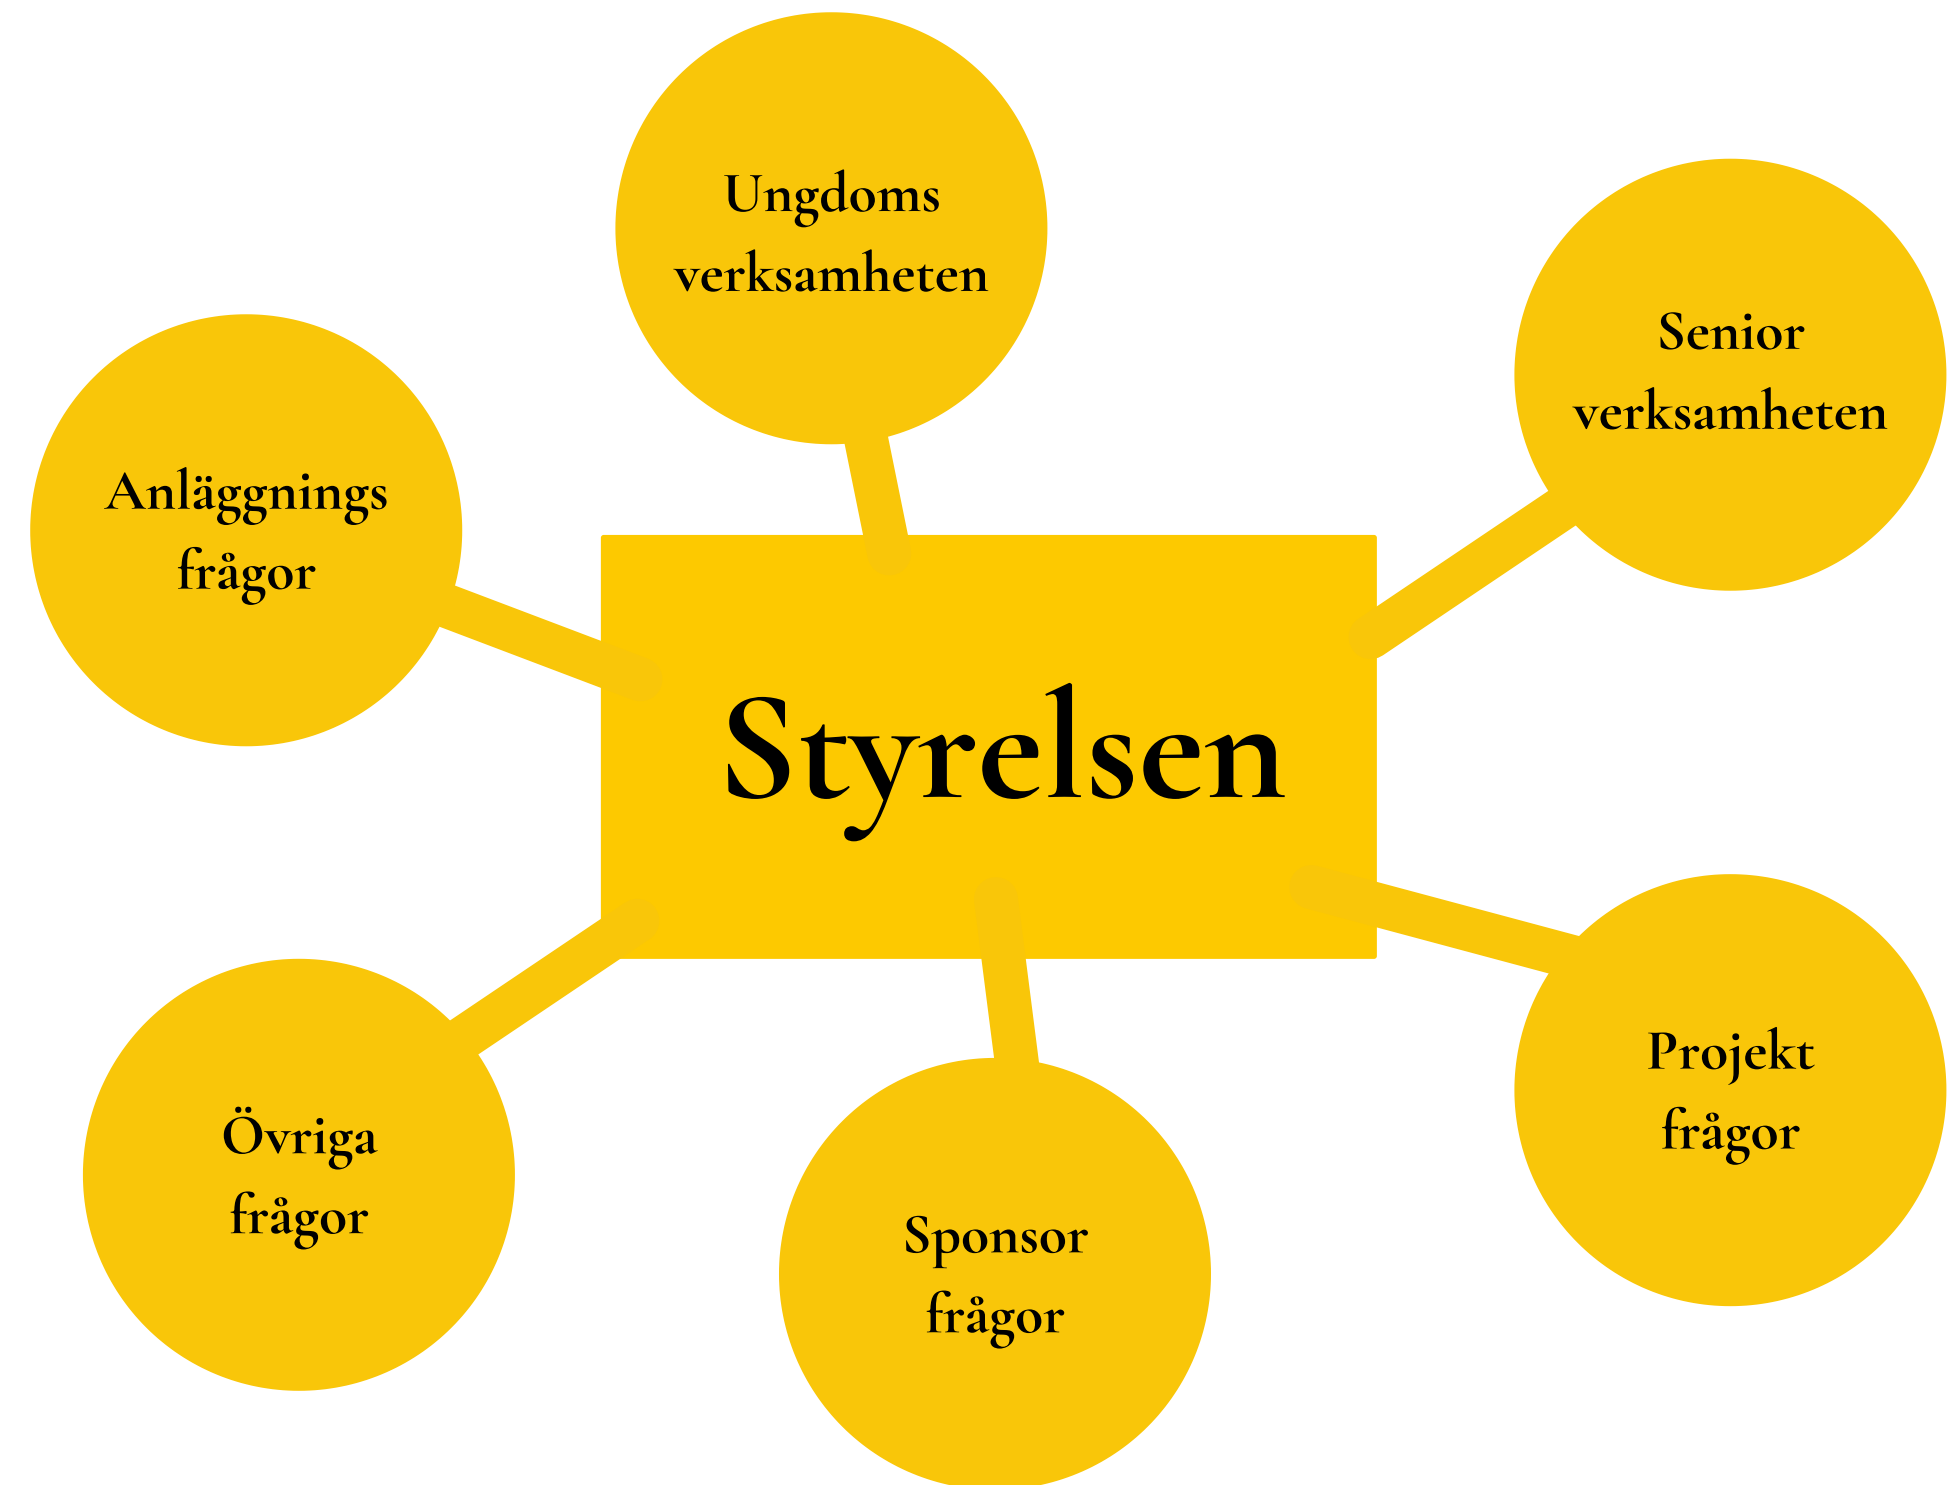 Ungdoms
verksamheten
Senior
verksamheten
Anläggnings
frågor
Styrelsen
Projekt
frågor
Övriga
frågor
Sponsor
frågor